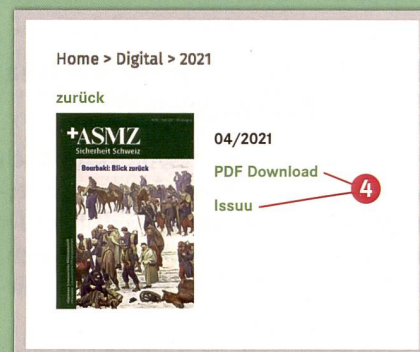 Home > Digital > 2021
zurück
+ASMZ
Sicherheit Schweiz
Bourbaki: Blick zurück
04/2021
PDF Download
Issuu
4